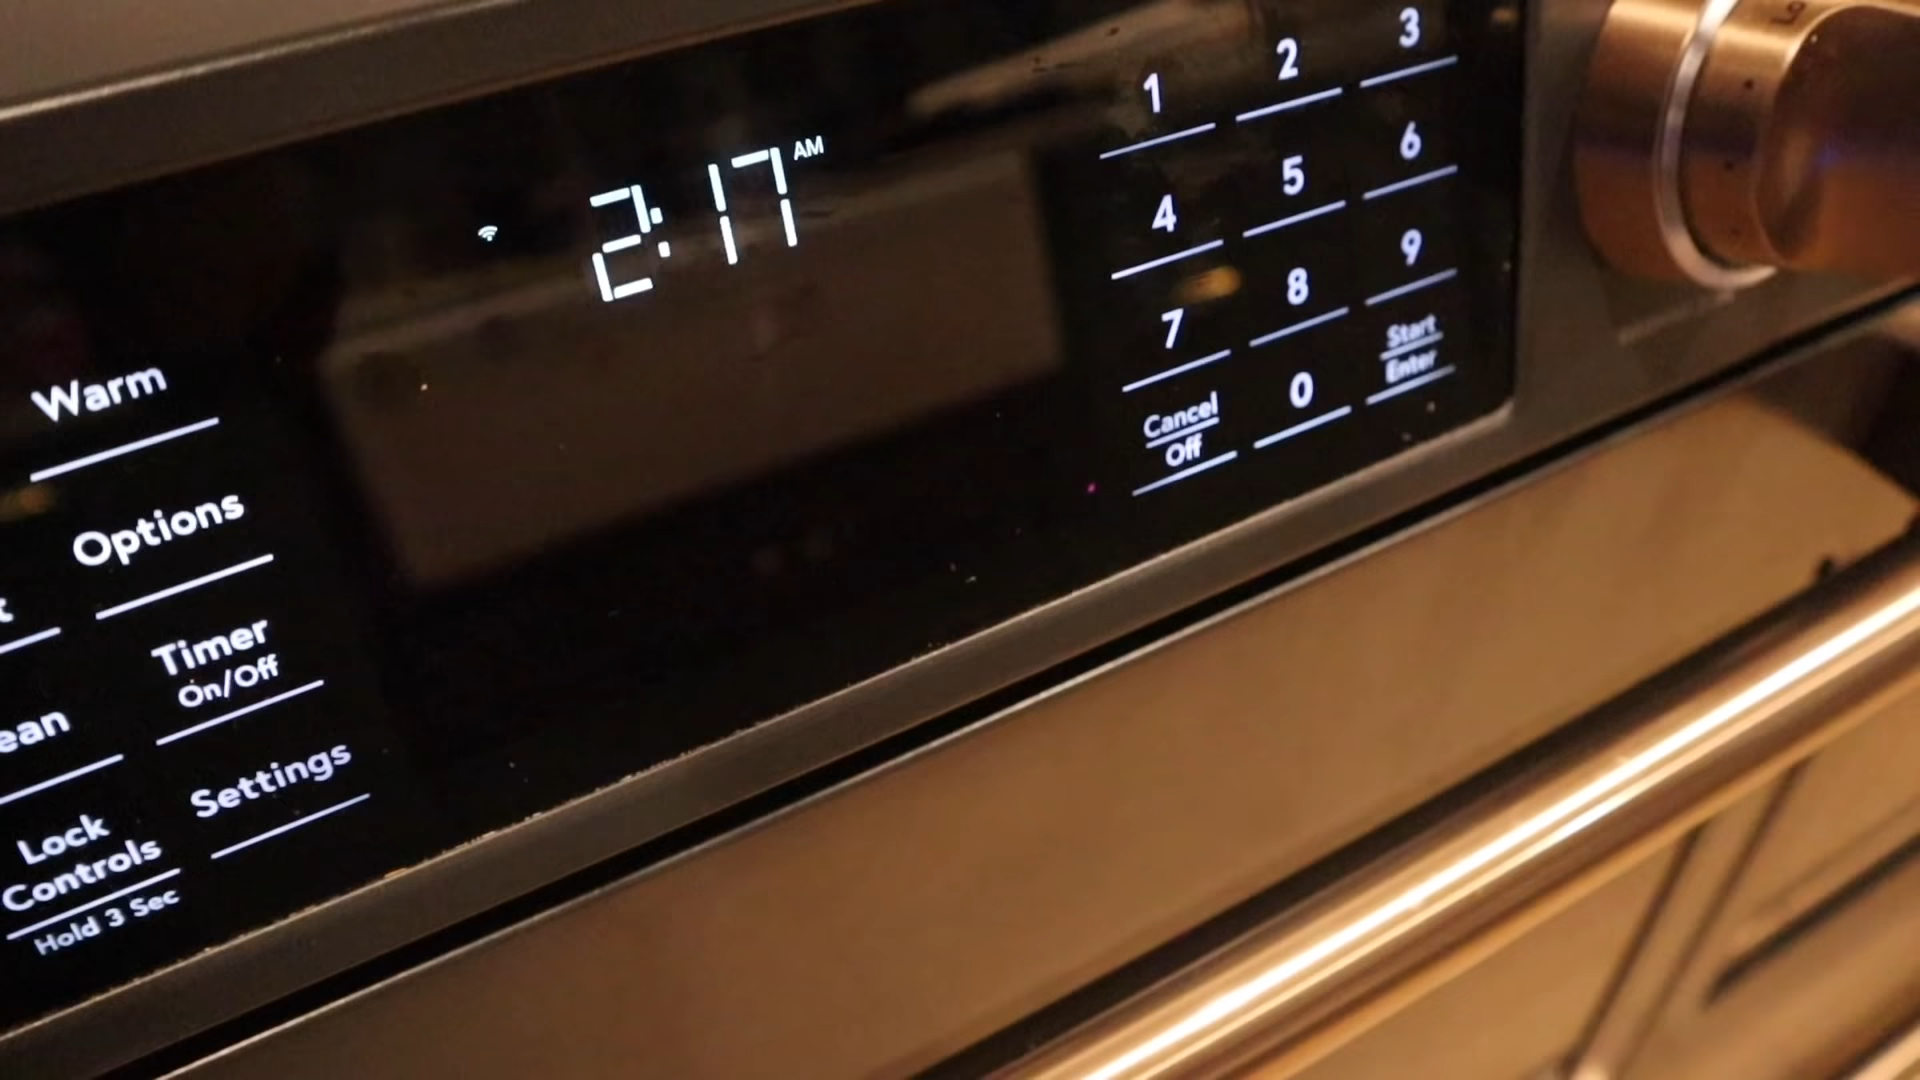 2:17 AM
Warm
Options
Timer
On/Off
Settings
Lock
Controls
Hold 3 Sec
1 2 3
4 5 6
7 8 9
Cancel
Off
0
Start
Enter
Lo